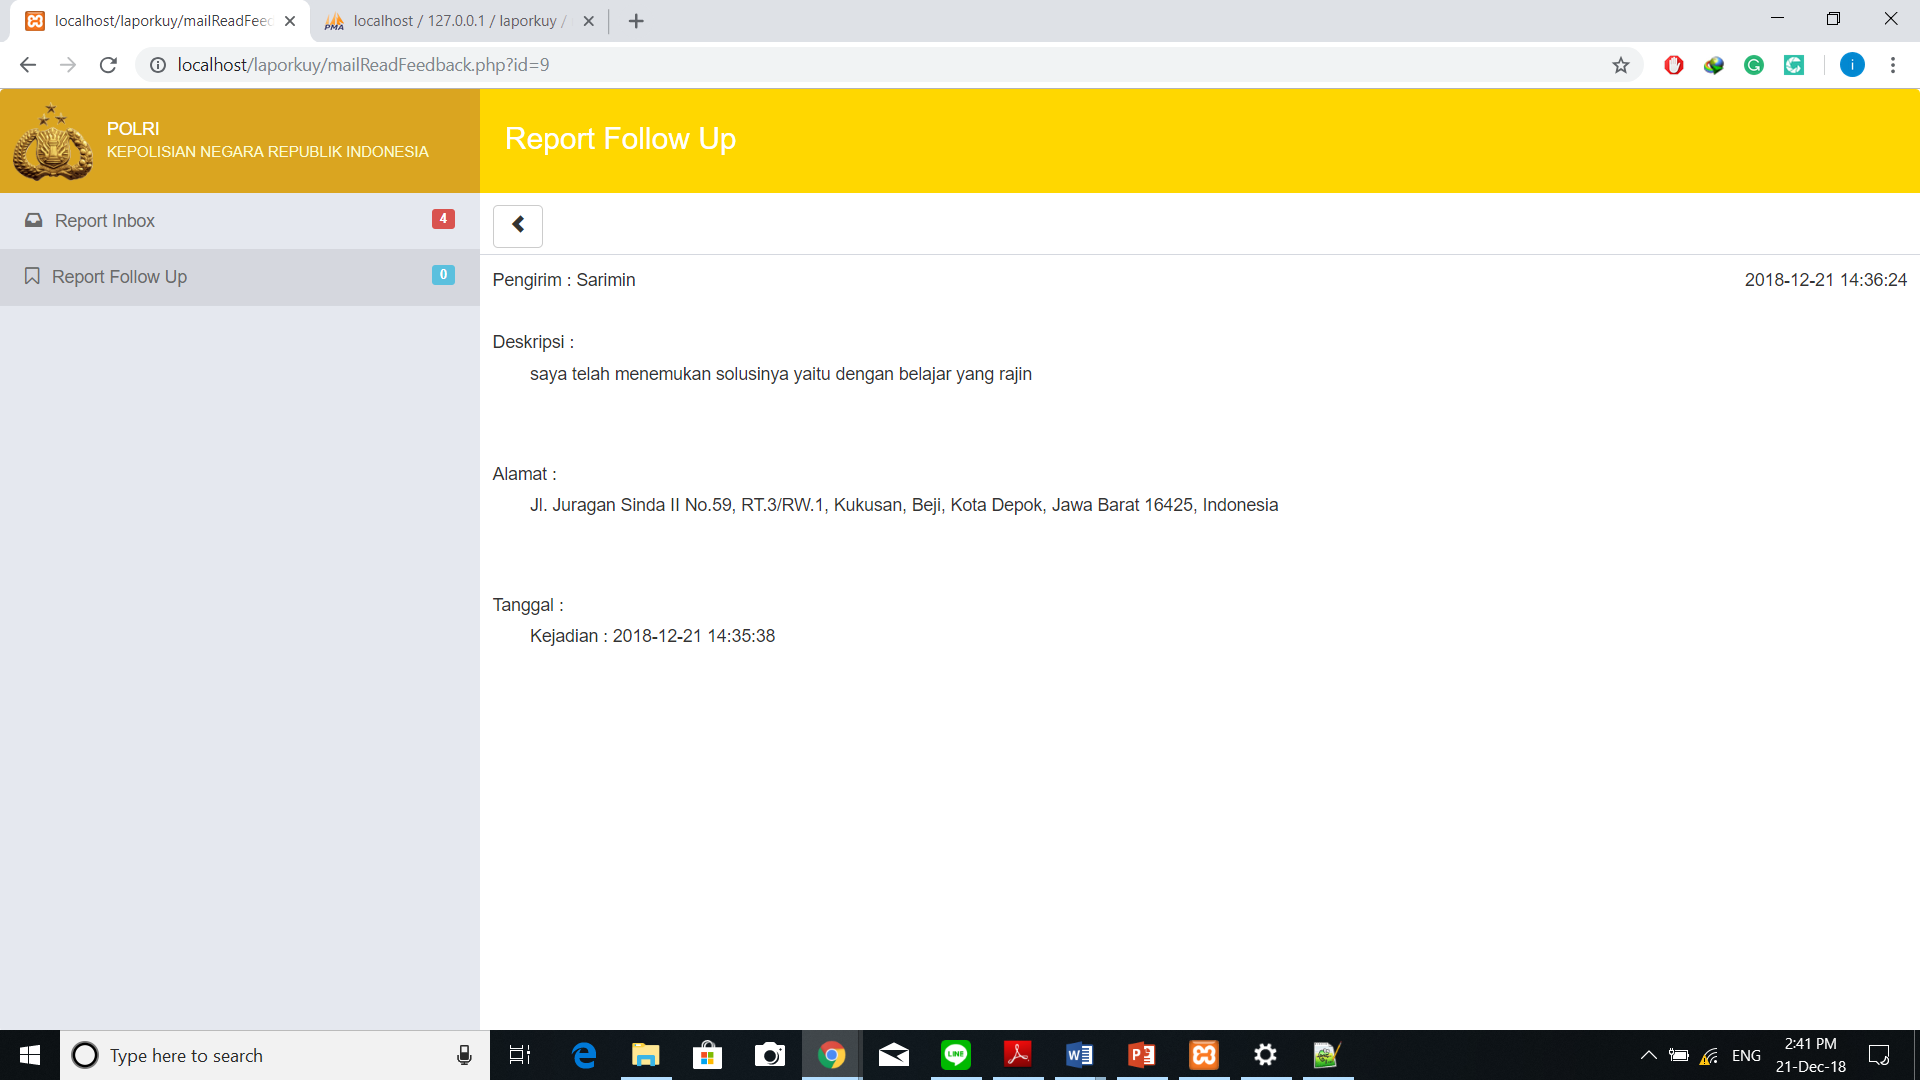 localhost/laporkuy/mailReadFeed
localhost / 127.0.0.1 / laporkuy /
localhost/laporkuy/mailReadFeedback.php?id=9
POLRI
KEPOLISIAN NEGARA REPUBLIK INDONESIA
Report Follow Up
Report Inbox 4
Report Follow Up 0
Pengirim : Sarimin 2018-12-21 14:36:24
Deskripsi :
saya telah menemukan solusinya yaitu dengan belajar yang rajin
Alamat :
Jl. Juragan Sinda II No.59, RT.3/RW.1, Kukusan, Beji, Kota Depok, Jawa Barat 16425, Indonesia
Tanggal :
Kejadian : 2018-12-21 14:35:38
Type here to search
LINE
ENG
2:41 PM
21-Dec-18